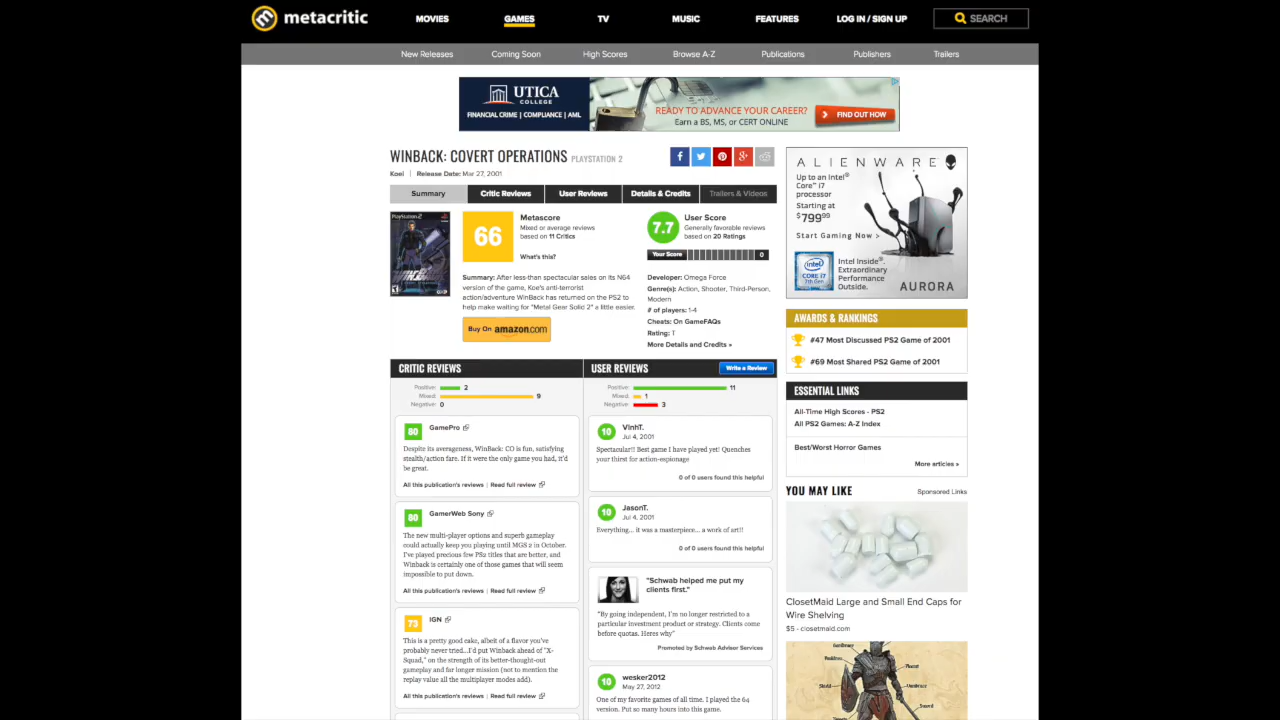 metacritic
MOVIES
GAMES
TV
MUSIC
FEATURES
LOG IN / SIGN UP
SEARCH
New Releases
Coming Soon
High Scores
Browse A-Z
Publications
Publishers
Trailers
UTICA
COLLEGE
FINANCIAL CRIME | COMPLIANCE | AML
READY TO ADVANCE YOUR CAREER?
Earn a BS, MS, or CERT ONLINE
FIND OUT HOW
WINBACK: COVERT OPERATIONS PLAYSTATION 2
Koei | Release Date: Mar 27, 2001
Summary
Critic Reviews
User Reviews
Details & Credits
Trailers & Videos
66
Metascore
Mixed or average reviews
based on 11 Critics
What's this?
Summary: After less-than spectacular sales on its N64
version of the game, Koe's anti-terrorist
action/adventure WinBack has returned on the PS2 to
help make waiting for "Metal Gear Solid 2" a little easier.
Buy On amazon.com
7.7
User Score
Generally favorable reviews
based on 20 Ratings
Your Score
0
Developer: Omega Force
Genre(s): Action, Shooter, Third-Person,
Modern
# of players: 1-4
Cheats: On GameFAQs
Rating: T
More Details and Credits »
CRITIC REVIEWS
Positive: 2
Mixed: 9
Negative: 0
80
GamePro
Despite its averageness, WinBack: CO is fun, satisfying
stealth/action fare. If it were the only game you had, it'd
be great.
All this publication's reviews | Read full review
80
GamerWeb Sony
The new multi-player options and superb gameplay
could actually keep you playing until MGS 2 in October.
I've played precious few PS2 titles that are better, and
Winback is certainly one of those games that will seem
impossible to put down.
All this publication's reviews | Read full review
73
IGN
This is a pretty good cake, albeit of a flavor you've
probably never tried...I'd put Winback ahead of "X-
Squad," on the strength of its better-thought-out
gameplay and far longer mission (not to mention the
replay value all the multiplayer modes add).
All this publication's reviews | Read full review
USER REVIEWS
Write a Review
Positive: 11
Mixed: 1
Negative: 3
10
VinhT.
Jul 4, 2001
Spectacular!! Best game I have played yet! Quenches
your thirst for action-espionage
0 of 0 users found this helpful
10
JasonT.
Jul 4, 2001
Everything... it was a masterpiece... a work of art!!
0 of 0 users found this helpful
"Schwab helped me put my
clients first."
"By going independent, I'm no longer restricted to a
particular investment product or strategy. Clients come
before quotas. Heres why"
Promoted by Schwab Advisor Services
10
wesker2012
May 27, 2012
One of my favorite games of all time. I played the 64
version. Put so many hours into this game.
ALIENWARE
Up to an Intel®
Core™ i7
processor
Starting at
$799.99
Start Gaming Now >
intel inside
CORE i7
7th Gen
Intel Inside®.
Extraordinary
Performance
Outside.
AURORA
AWARDS & RANKINGS
#47 Most Discussed PS2 Game of 2001
#69 Most Shared PS2 Game of 2001
ESSENTIAL LINKS
All-Time High Scores - PS2
All PS2 Games: A-Z Index
Best/Worst Horror Games
More articles »
YOU MAY LIKE
Sponsored Links
ClosetMaid Large and Small End Caps for
Wire Shelving
$5 - closetmaid.com